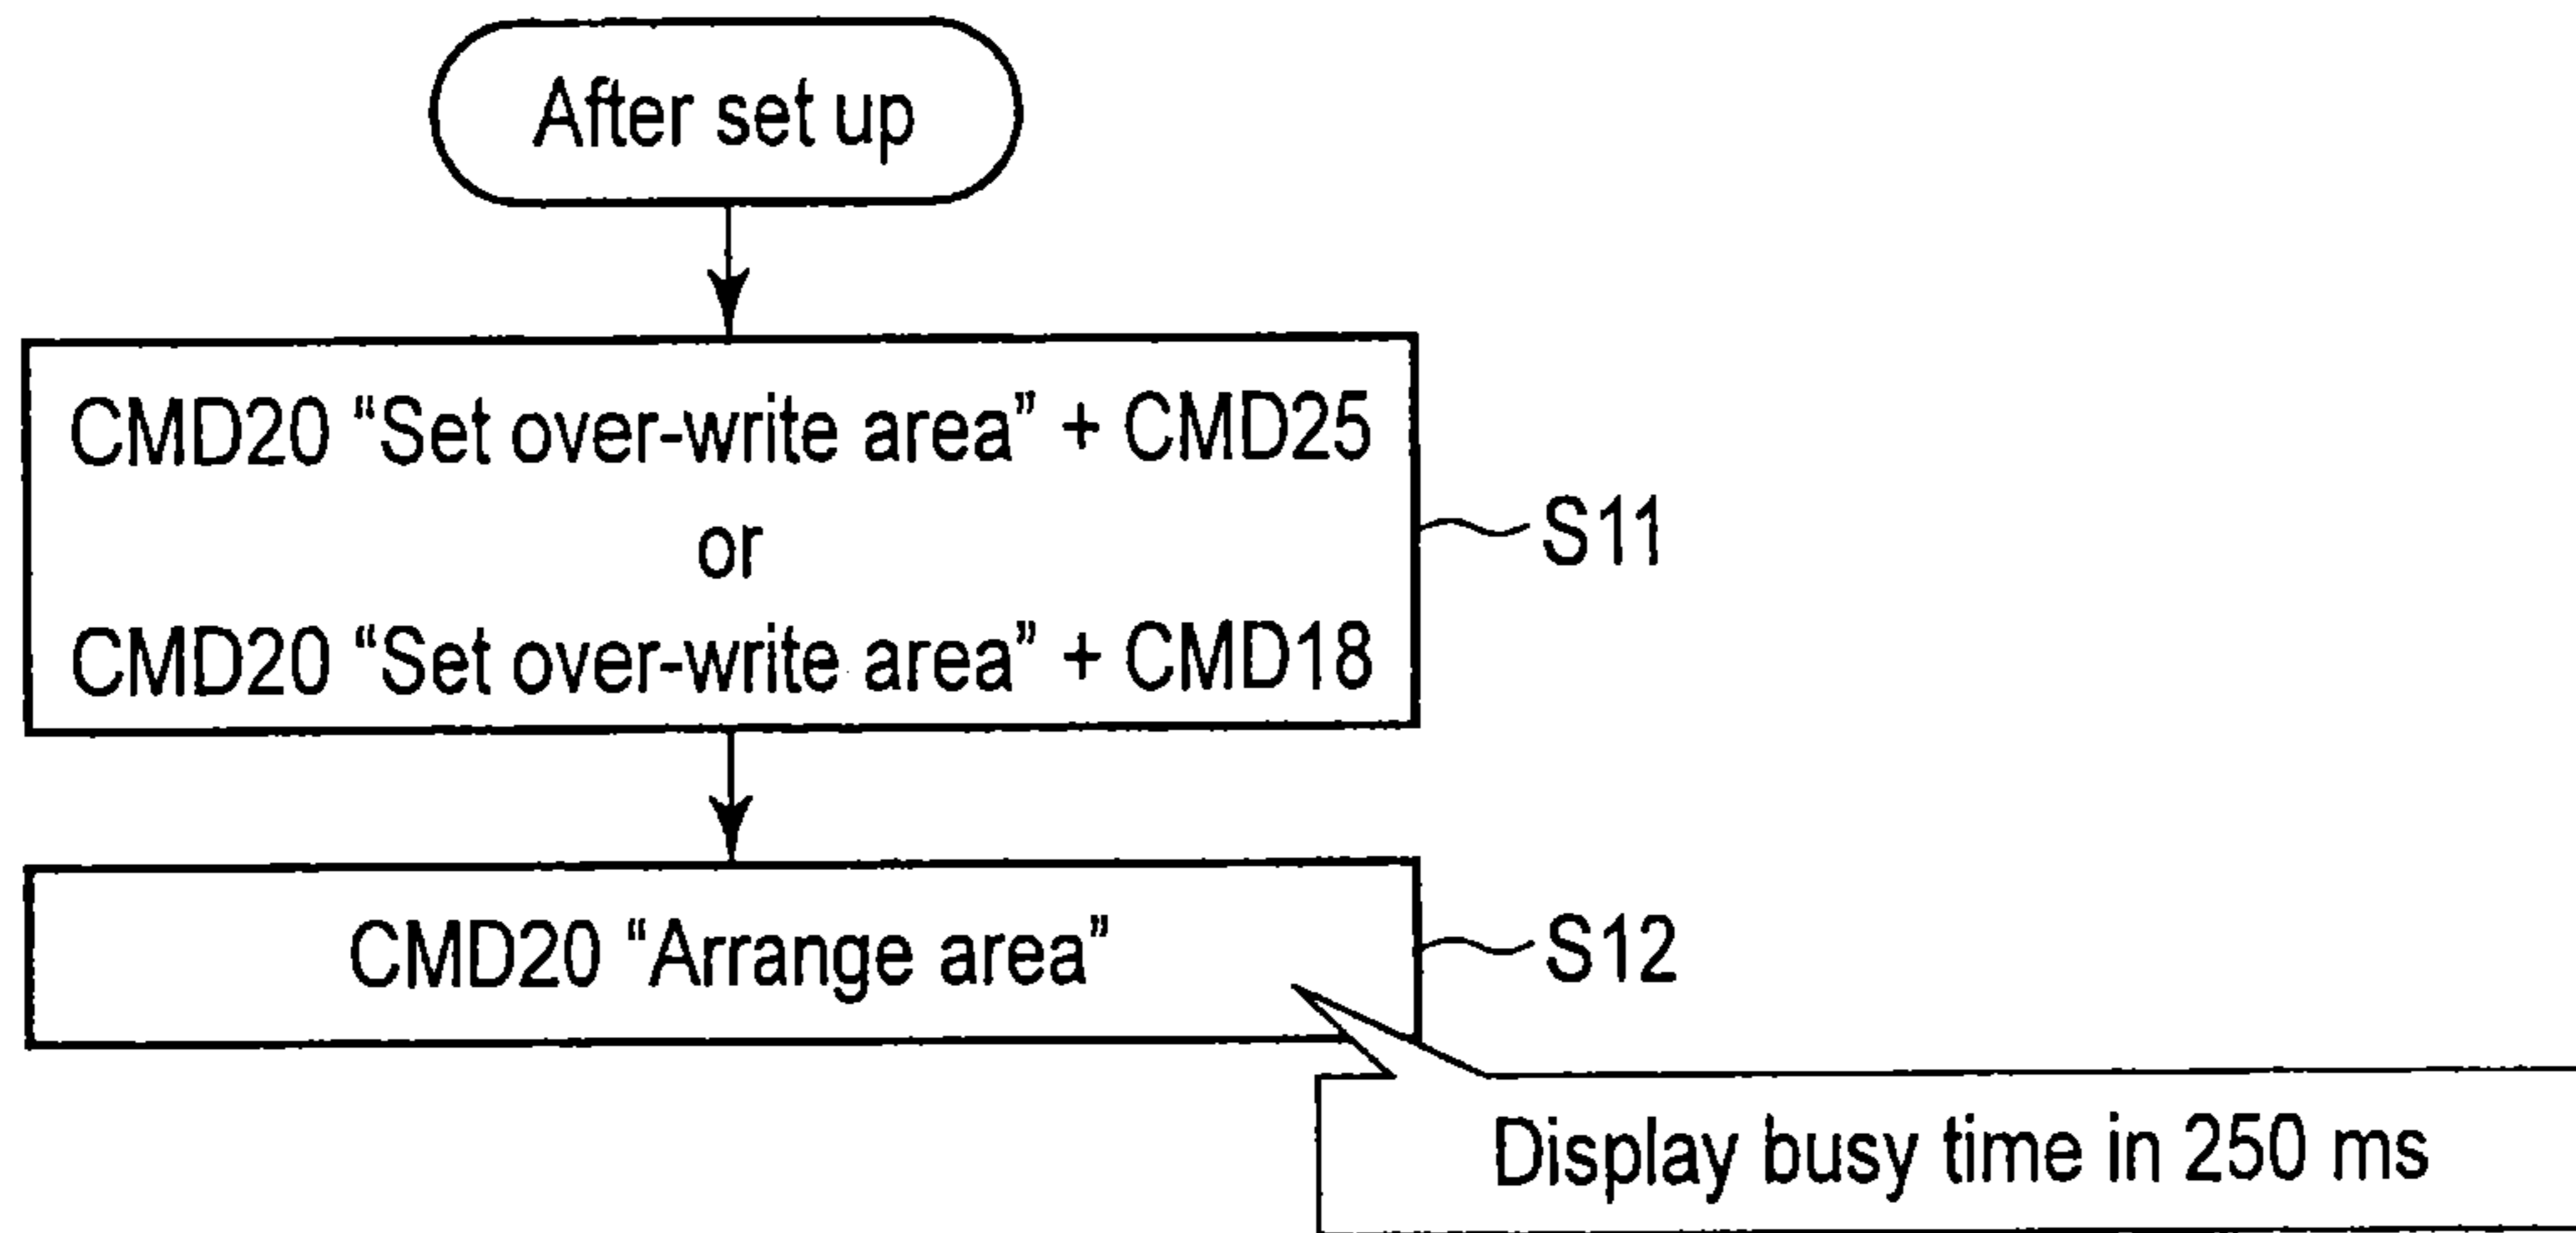 After set up
CMD20 “Set over-write area” + CMD25
or
CMD20 “Set over-write area” + CMD18
S11
CMD20 “Arrange area”
S12
Display busy time in 250 ms